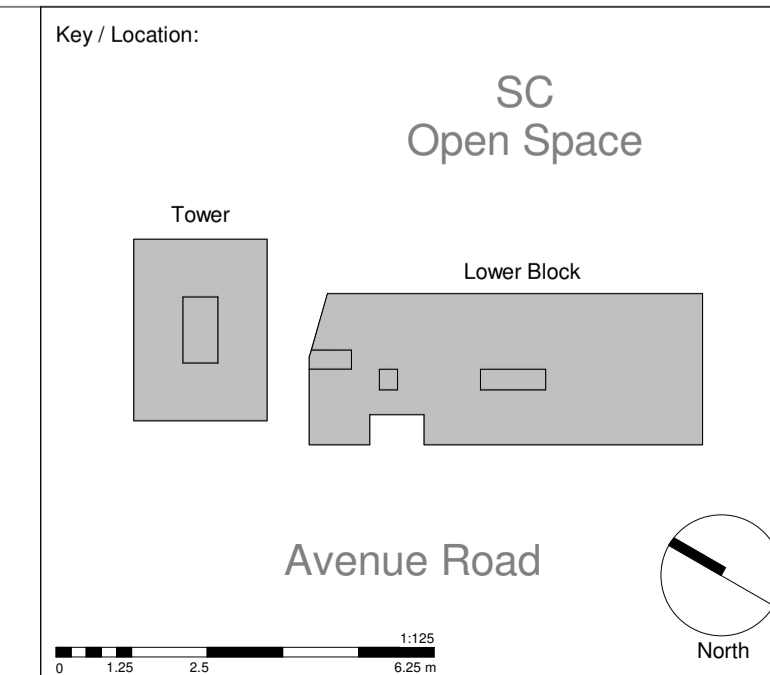 Key / Location:
SC
Open Space
Tower
Lower Block
Avenue Road
North
1:125
0 1.25 2.5 6.25 m